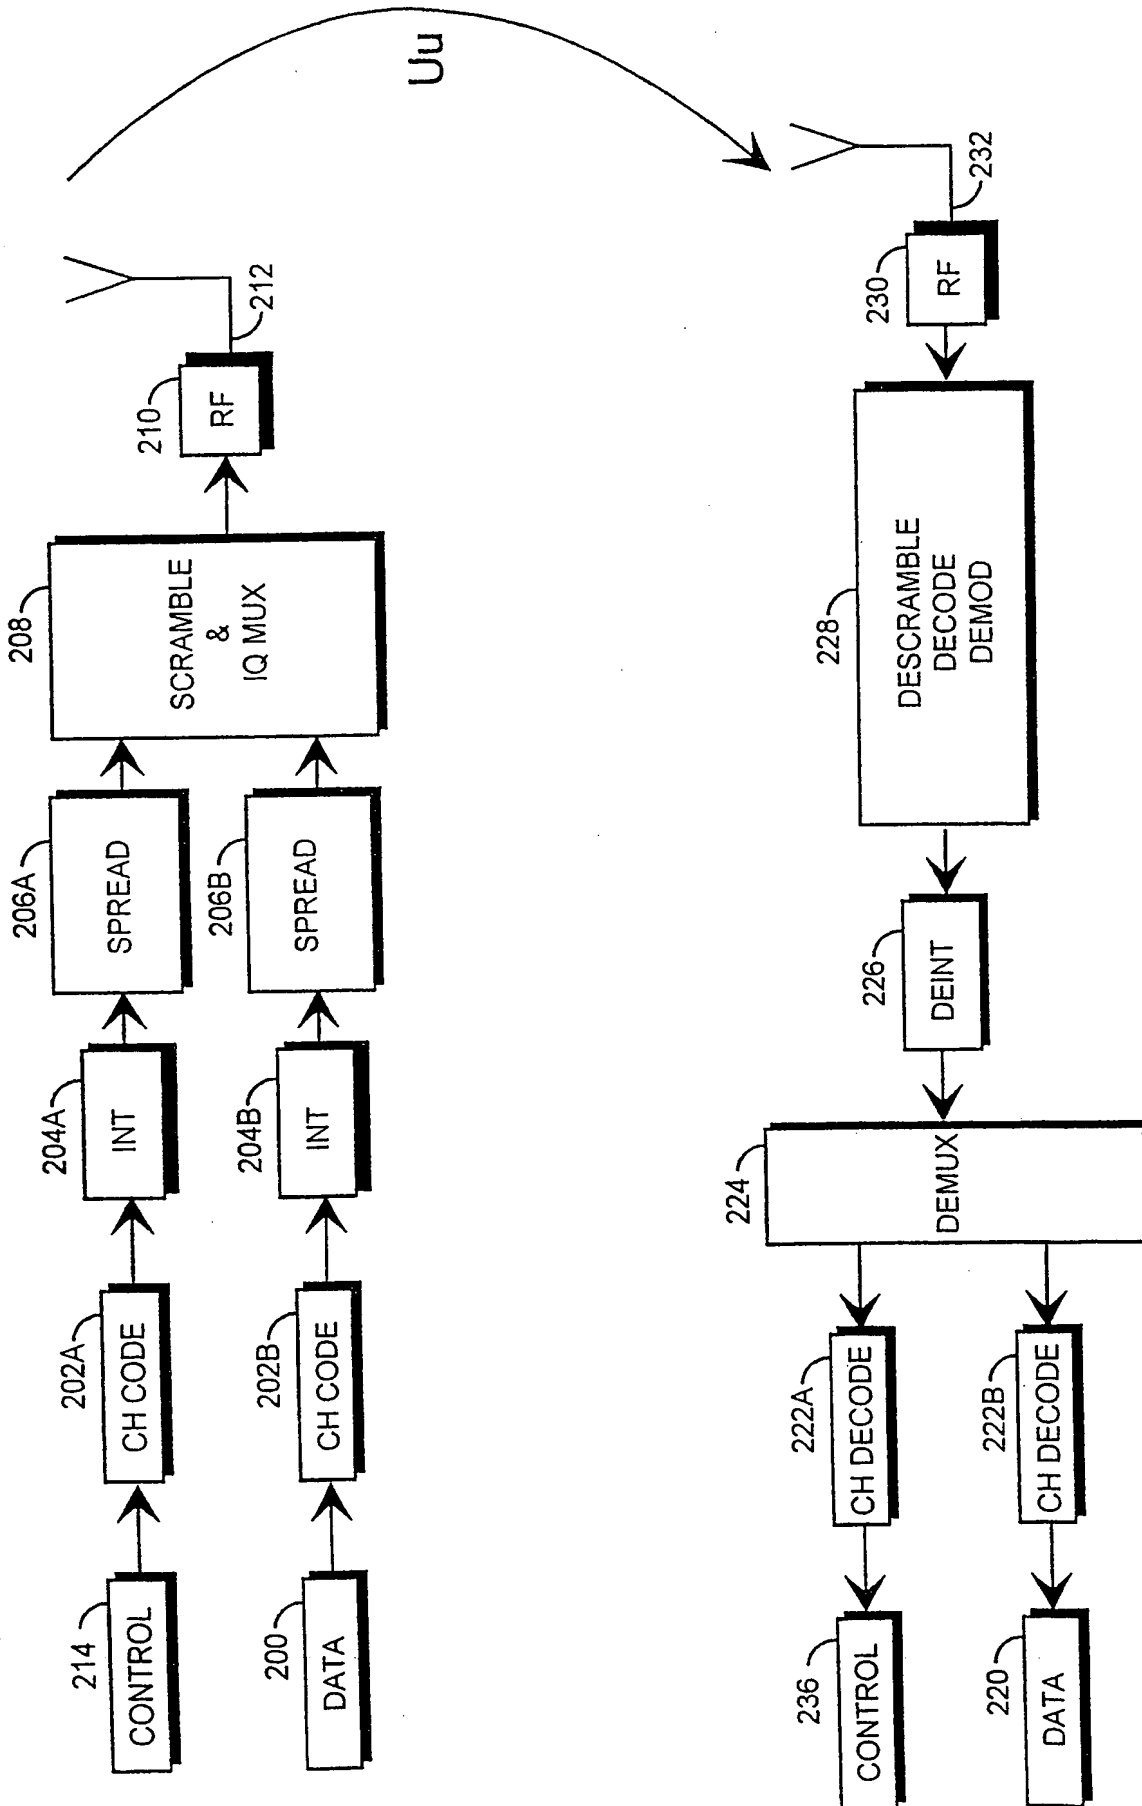 214
CONTROL
202A
CH CODE
204A
INT
206A
SPREAD
200
DATA
202B
CH CODE
204B
INT
206B
SPREAD
208
SCRAMBLE
&
IQ MUX
210
RF
212
Uu
232
230
RF
228
DESCRAMBLE
DECODE
DEMOD
226
DEINT
224
DEMUX
222A
CH DECODE
236
CONTROL
222B
CH DECODE
220
DATA